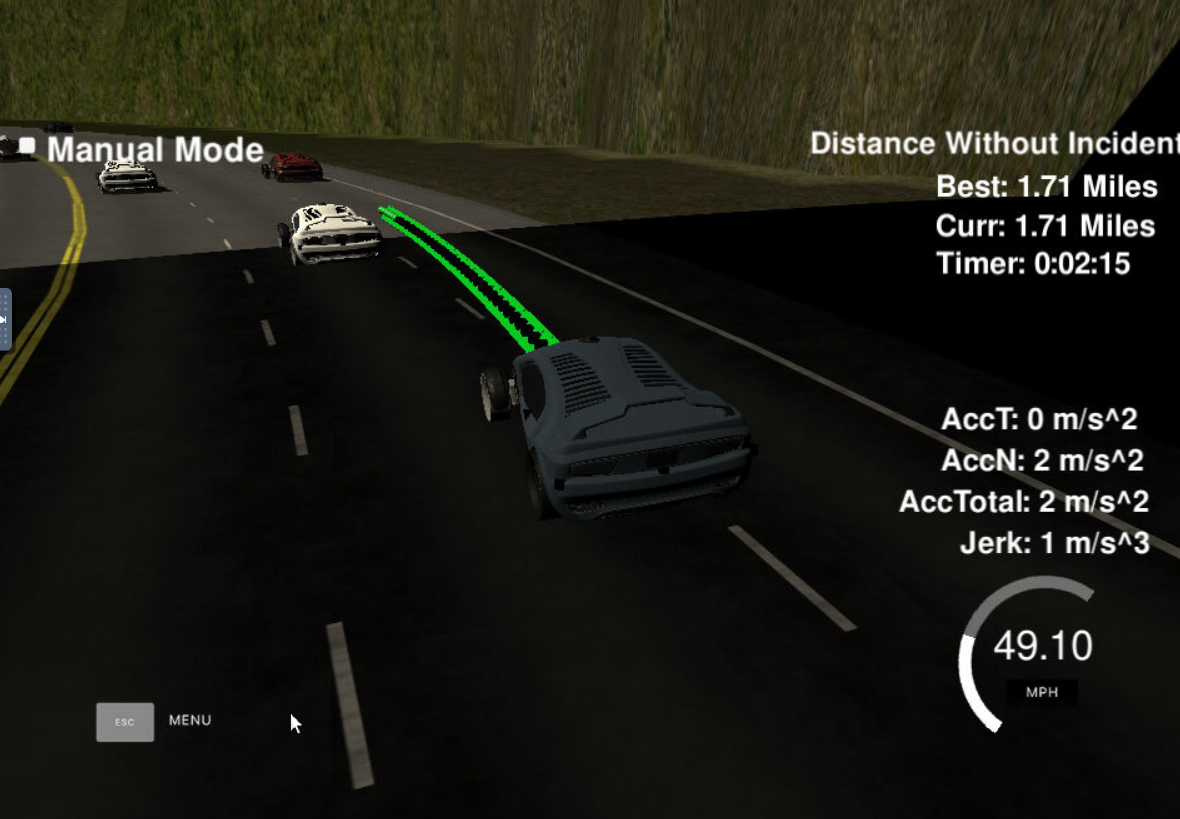 Manual Mode
Distance Without Incident
Best: 1.71 Miles
Curr: 1.71 Miles
Timer: 0:02:15
AccT: 0 m/s^2
AccN: 2 m/s^2
AccTotal: 2 m/s^2
Jerk: 1 m/s^3
49.10
MPH
ESC MENU